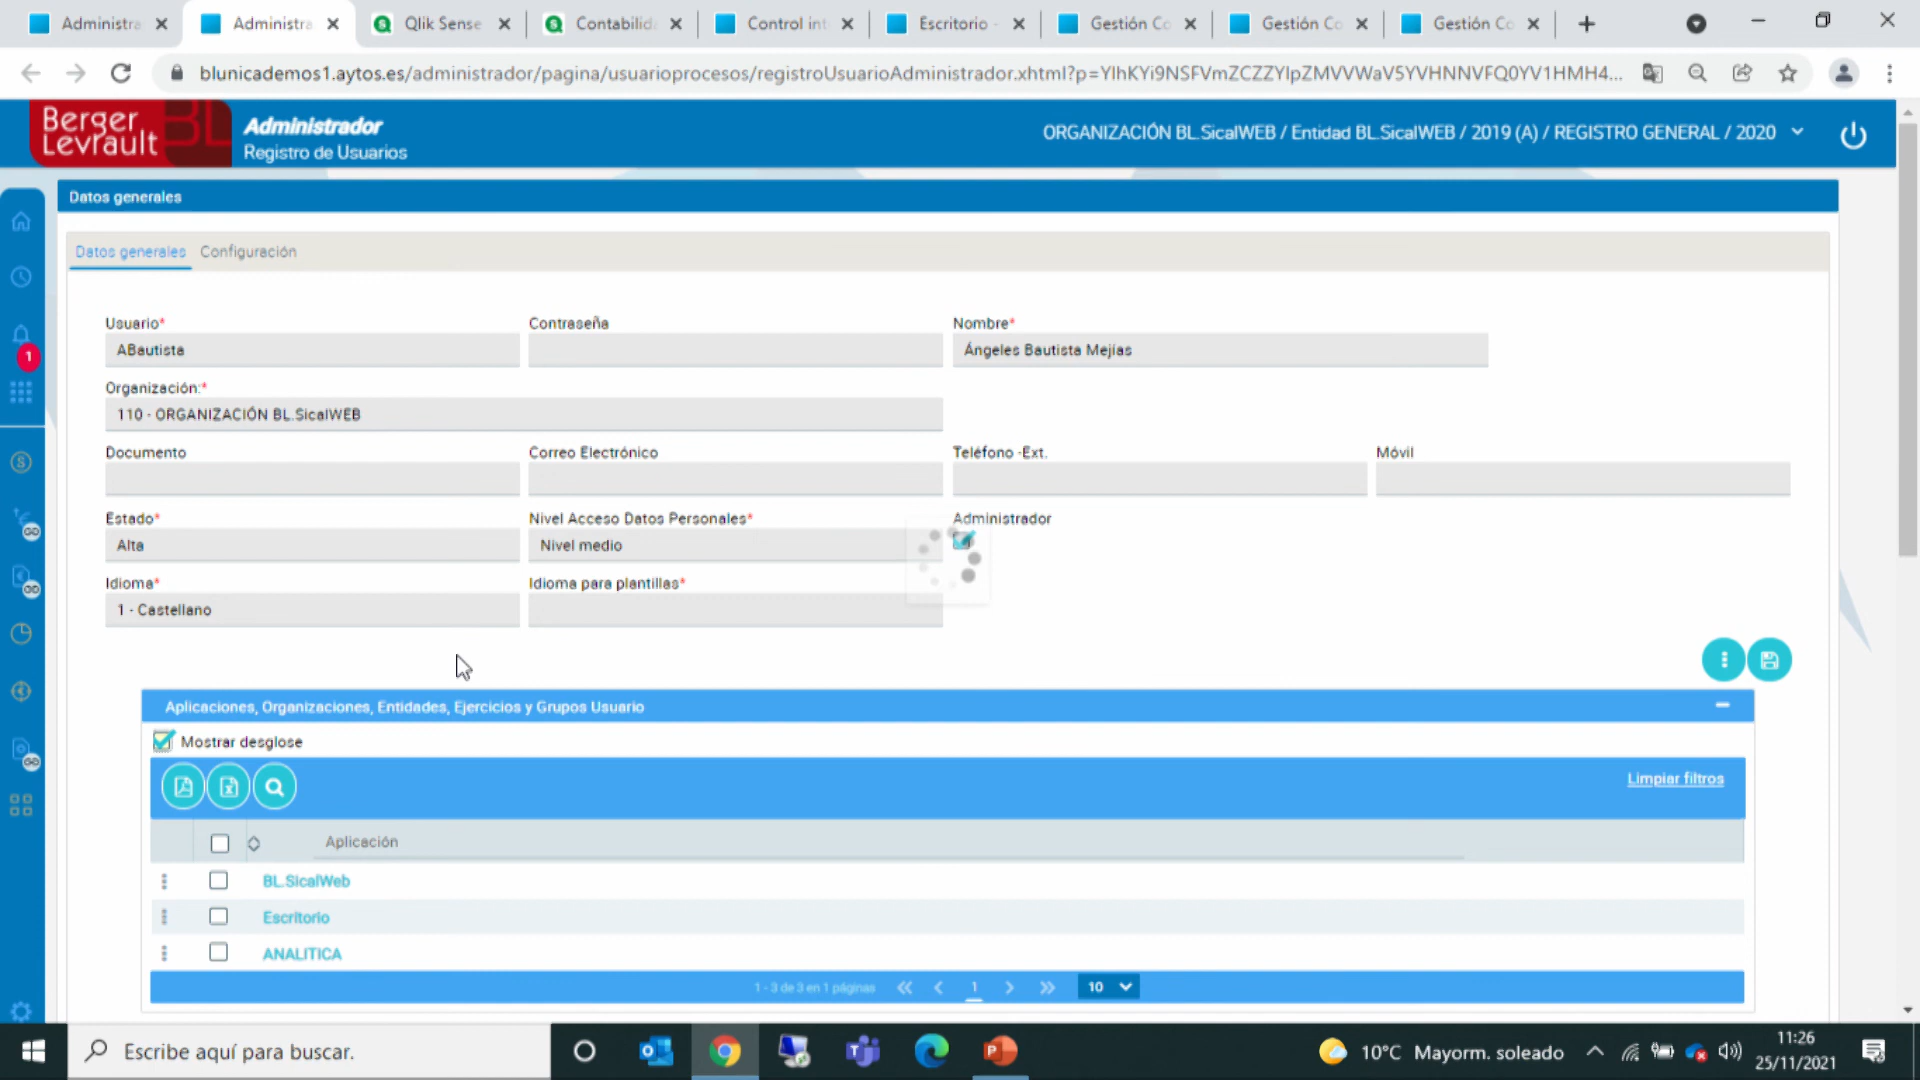 Administra
Administra
Qlik Sense
Contabilid
Control int
Escritorio -
Gestión Co
Gestión Co
Gestión Co
blunicademos1.aytos.es/administrador/pagina/usuarioprocesos/registroUsuarioAdministrador.xhtml?p=YlhKYi9NSFVmZCZZYlpZMVVWaV5YVHNNVFQ0YV1HMH4...
Berger
Levrault
BL
Administrador
Registro de Usuarios
ORGANIZACIÓN BL.SicalWEB / Entidad BL.SicalWEB / 2019 (A) / REGISTRO GENERAL / 2020
1
Datos generales
Datos generales Configuración
Usuario* Contraseña Nombre*
ABautista Ángeles Bautista Mejías
Organización:*
110 - ORGANIZACIÓN BL.SicalWEB
Documento Correo Electrónico Teléfono -Ext. Móvil
Estado* Nivel Acceso Datos Personales* Administrador
Alta Nivel medio
Idioma* Idioma para plantillas*
1 - Castellano
Aplicaciones, Organizaciones, Entidades, Ejercicios y Grupos Usuario
Mostrar desglose
Limpiar filtros
Aplicación
BL.SicalWeb
Escritorio
ANALITICA
1 - 3 de 3 en 1 páginas 1 10
Escribe aquí para buscar.
10°C Mayorm. soleado
11:26
25/11/2021